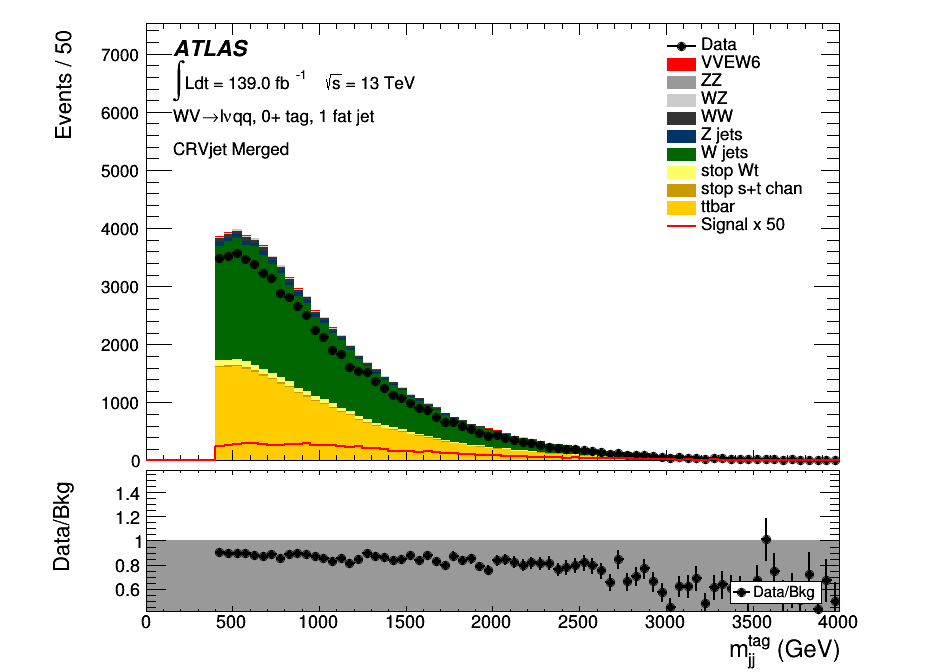 Events / 50
7000
6000
5000
4000
3000
2000
1000
0
ATLAS
∫Ldt = 139.0 fb⁻¹ √s = 13 TeV
WV→lνqq, 0+ tag, 1 fat jet
CRVjet Merged
Data
VVEW6
ZZ
WZ
WW
Z jets
W jets
stop Wt
stop s+t chan
ttbar
Signal x 50
Data/Bkg
1.4
1.2
1
0.8
0.6
Data/Bkg
0 500 1000 1500 2000 2500 3000 3500 4000
m_jj^tag (GeV)